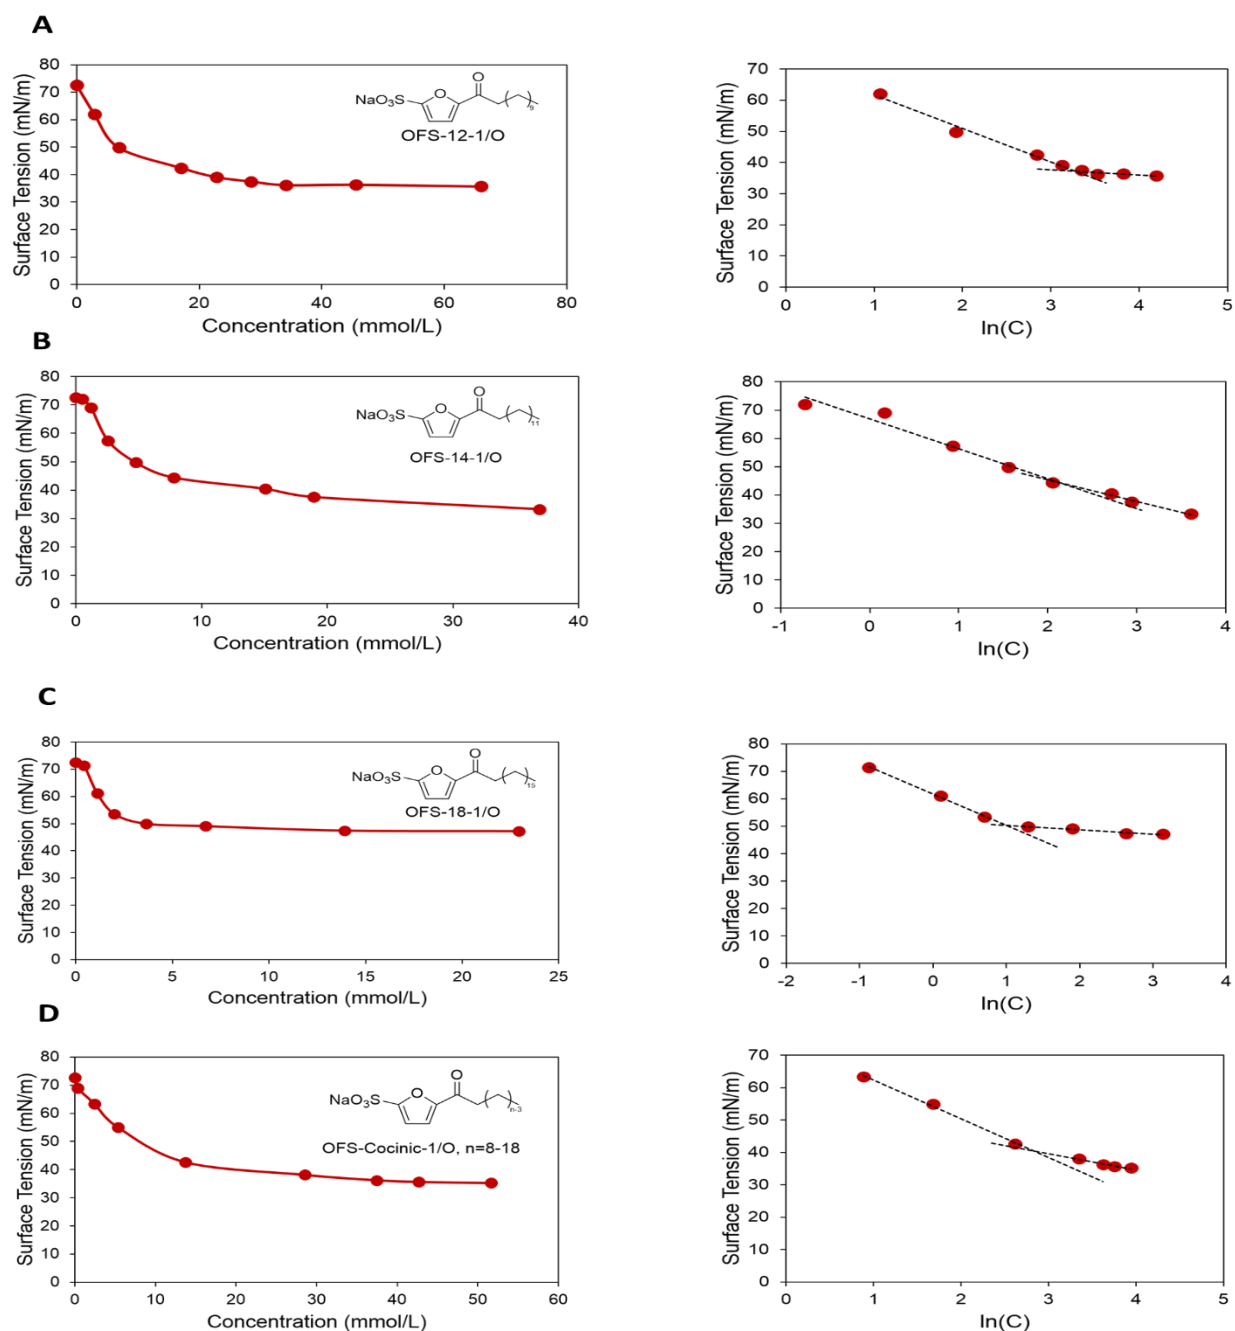 A
Surface Tension (mN/m)
80
70
60
50
40
30
20
10
0
0 20 40 60 80
Concentration (mmol/L)
O
NaO3S O 9
OFS-12-1/O
Surface Tension (mN/m)
70
60
50
40
30
20
10
0
0 1 2 3 4 5
ln(C)
B
Surface Tension (mN/m)
80
70
60
50
40
30
20
10
0
0 10 20 30 40
Concentration (mmol/L)
O
NaO3S O 11
OFS-14-1/O
Surface Tension (mN/m)
80
70
60
50
40
30
20
10
0
-1 0 1 2 3 4
ln(C)
C
Surface Tension (mN/m)
80
70
60
50
40
30
20
10
0
0 5 10 15 20 25
Concentration (mmol/L)
O
NaO3S O 15
OFS-18-1/O
Surface Tension (mN/m)
80
70
60
50
40
30
20
10
0
-2 -1 0 1 2 3 4
ln(C)
D
Surface Tension (mN/m)
80
70
60
50
40
30
20
10
0
0 10 20 30 40 50 60
Concentration (mmol/L)
O
NaO3S O n-3
OFS-Cocinic-1/O, n=8-18
Surface Tension (mN/m)
70
60
50
40
30
20
10
0
0 1 2 3 4 5
ln(C)